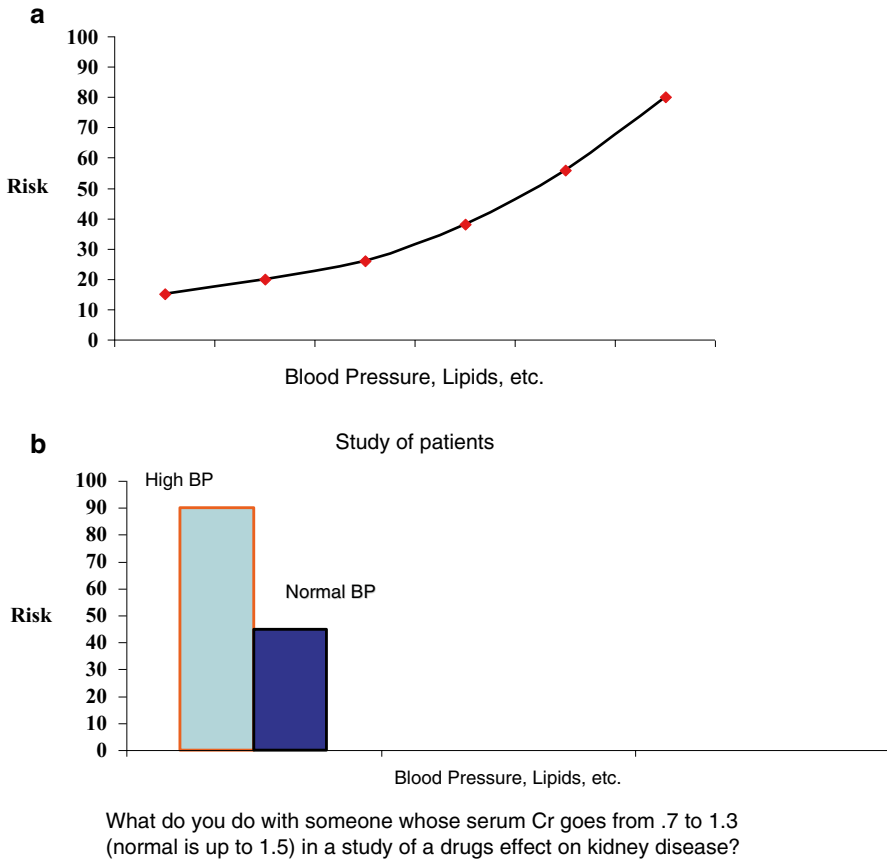 a
100
90
80
70
60
50
40
30
20
10
0
Risk
Blood Pressure, Lipids, etc.
b
Study of patients
100
90
80
70
60
50
40
30
20
10
0
High BP
Normal BP
Risk
Blood Pressure, Lipids, etc.
What do you do with someone whose serum Cr goes from .7 to 1.3
(normal is up to 1.5) in a study of a drugs effect on kidney disease?